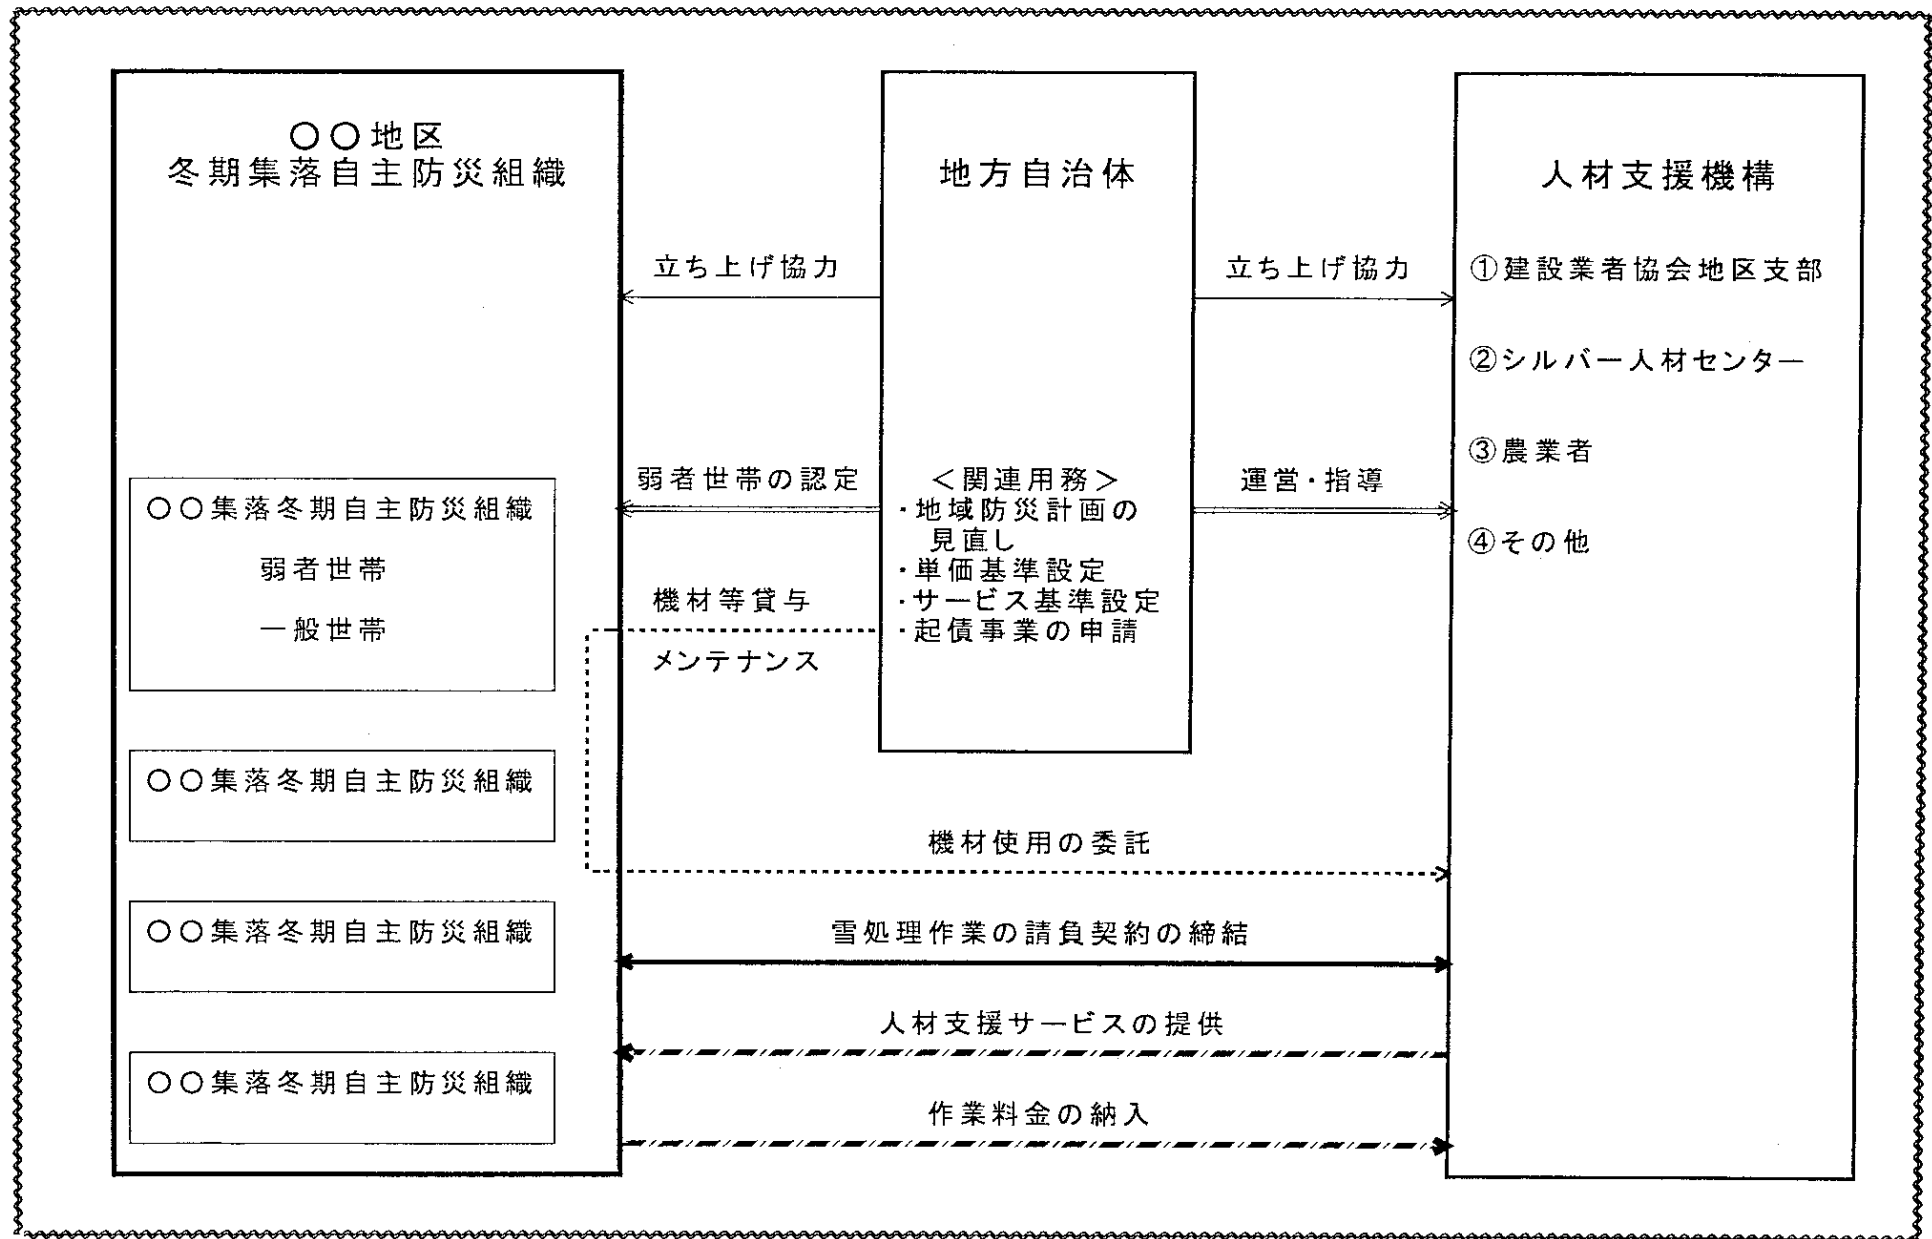 ○○地区
冬期集落自主防災組織
○○集落冬期自主防災組織
弱者世帯
一般世帯
○○集落冬期自主防災組織
○○集落冬期自主防災組織
○○集落冬期自主防災組織
立ち上げ協力
弱者世帯の認定
機材等貸与
メンテナンス
地方自治体
＜関連用務＞
・地域防災計画の
見直し
・単価基準設定
・サービス基準設定
・起債事業の申請
立ち上げ協力
運営・指導
機材使用の委託
雪処理作業の請負契約の締結
人材支援サービスの提供
作業料金の納入
人材支援機構
①建設業者協会地区支部
②シルバー人材センター
③農業者
④その他